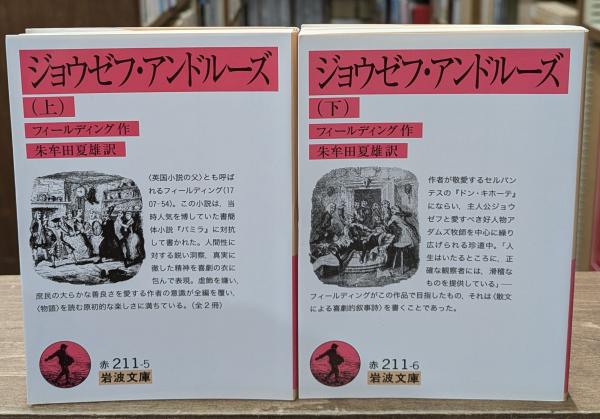 ジョウゼフ・アンドルーズ
(上)
フィールディング作
朱牟田夏雄訳
〈英国小説の父〉とも呼ば
れるフィールディング(17
07-54)。この小説は、当
時人気を博していた書簡
体小説『パミラ』に対抗
して書かれた。人間性に
対する鋭い洞察、真実に
徹した精神を喜劇の衣に
包んで表現。虚飾を嫌い、
庶民の大らかな善良さを愛する作者の意識が全編を覆い、
〈物語〉を読む原初的な楽しさに満ちている。(全2冊)
赤 211-5
岩波文庫
ジョウゼフ・アンドルーズ
(下)
フィールディング作
朱牟田夏雄訳
作者が敬愛するセルバン
テスの『ドン・キホーテ』
にならい、主人公ジョウ
ゼフと愛すべき好人物ア
ダムズ牧師を中心に繰り
広げられる珍道中。「人
生はいたるところに、正
確な観察者には、滑稽な
ものを提供している」──
フィールディングがこの作品で目指したもの、それは〈散文
による喜劇的叙事詩〉を書くことであった。
赤 211-6
岩波文庫